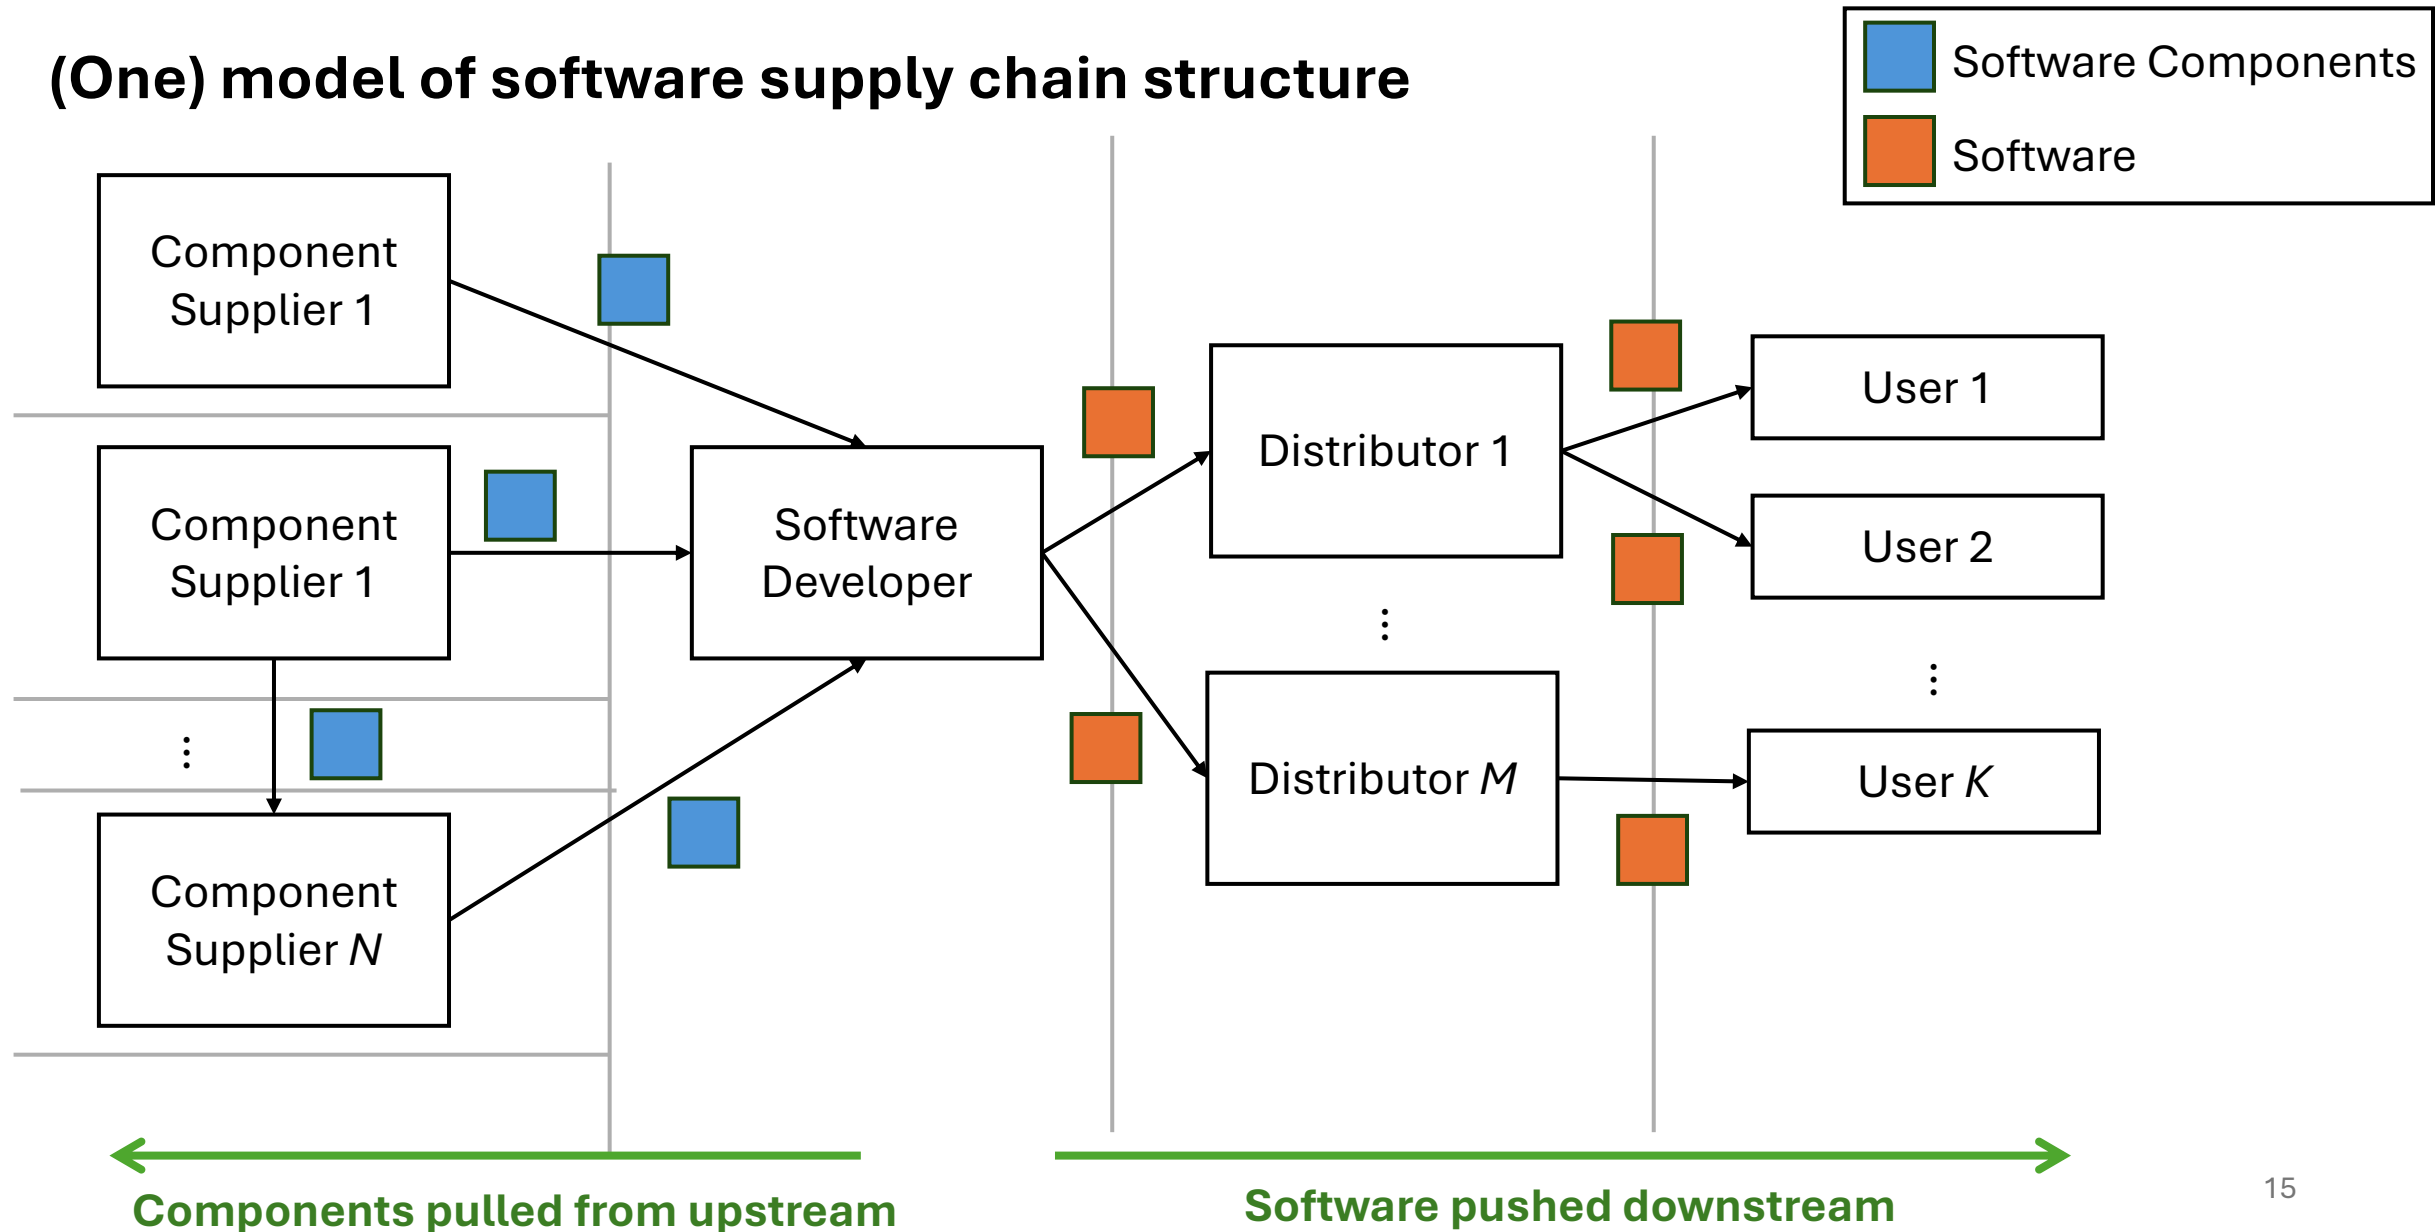 (One) model of software supply chain structure
Software Components
Software
Component
Supplier 1
Component
Supplier 1
⋮
Component
Supplier N
Software
Developer
Distributor 1
⋮
Distributor M
User 1
User 2
⋮
User K
Components pulled from upstream
Software pushed downstream
15